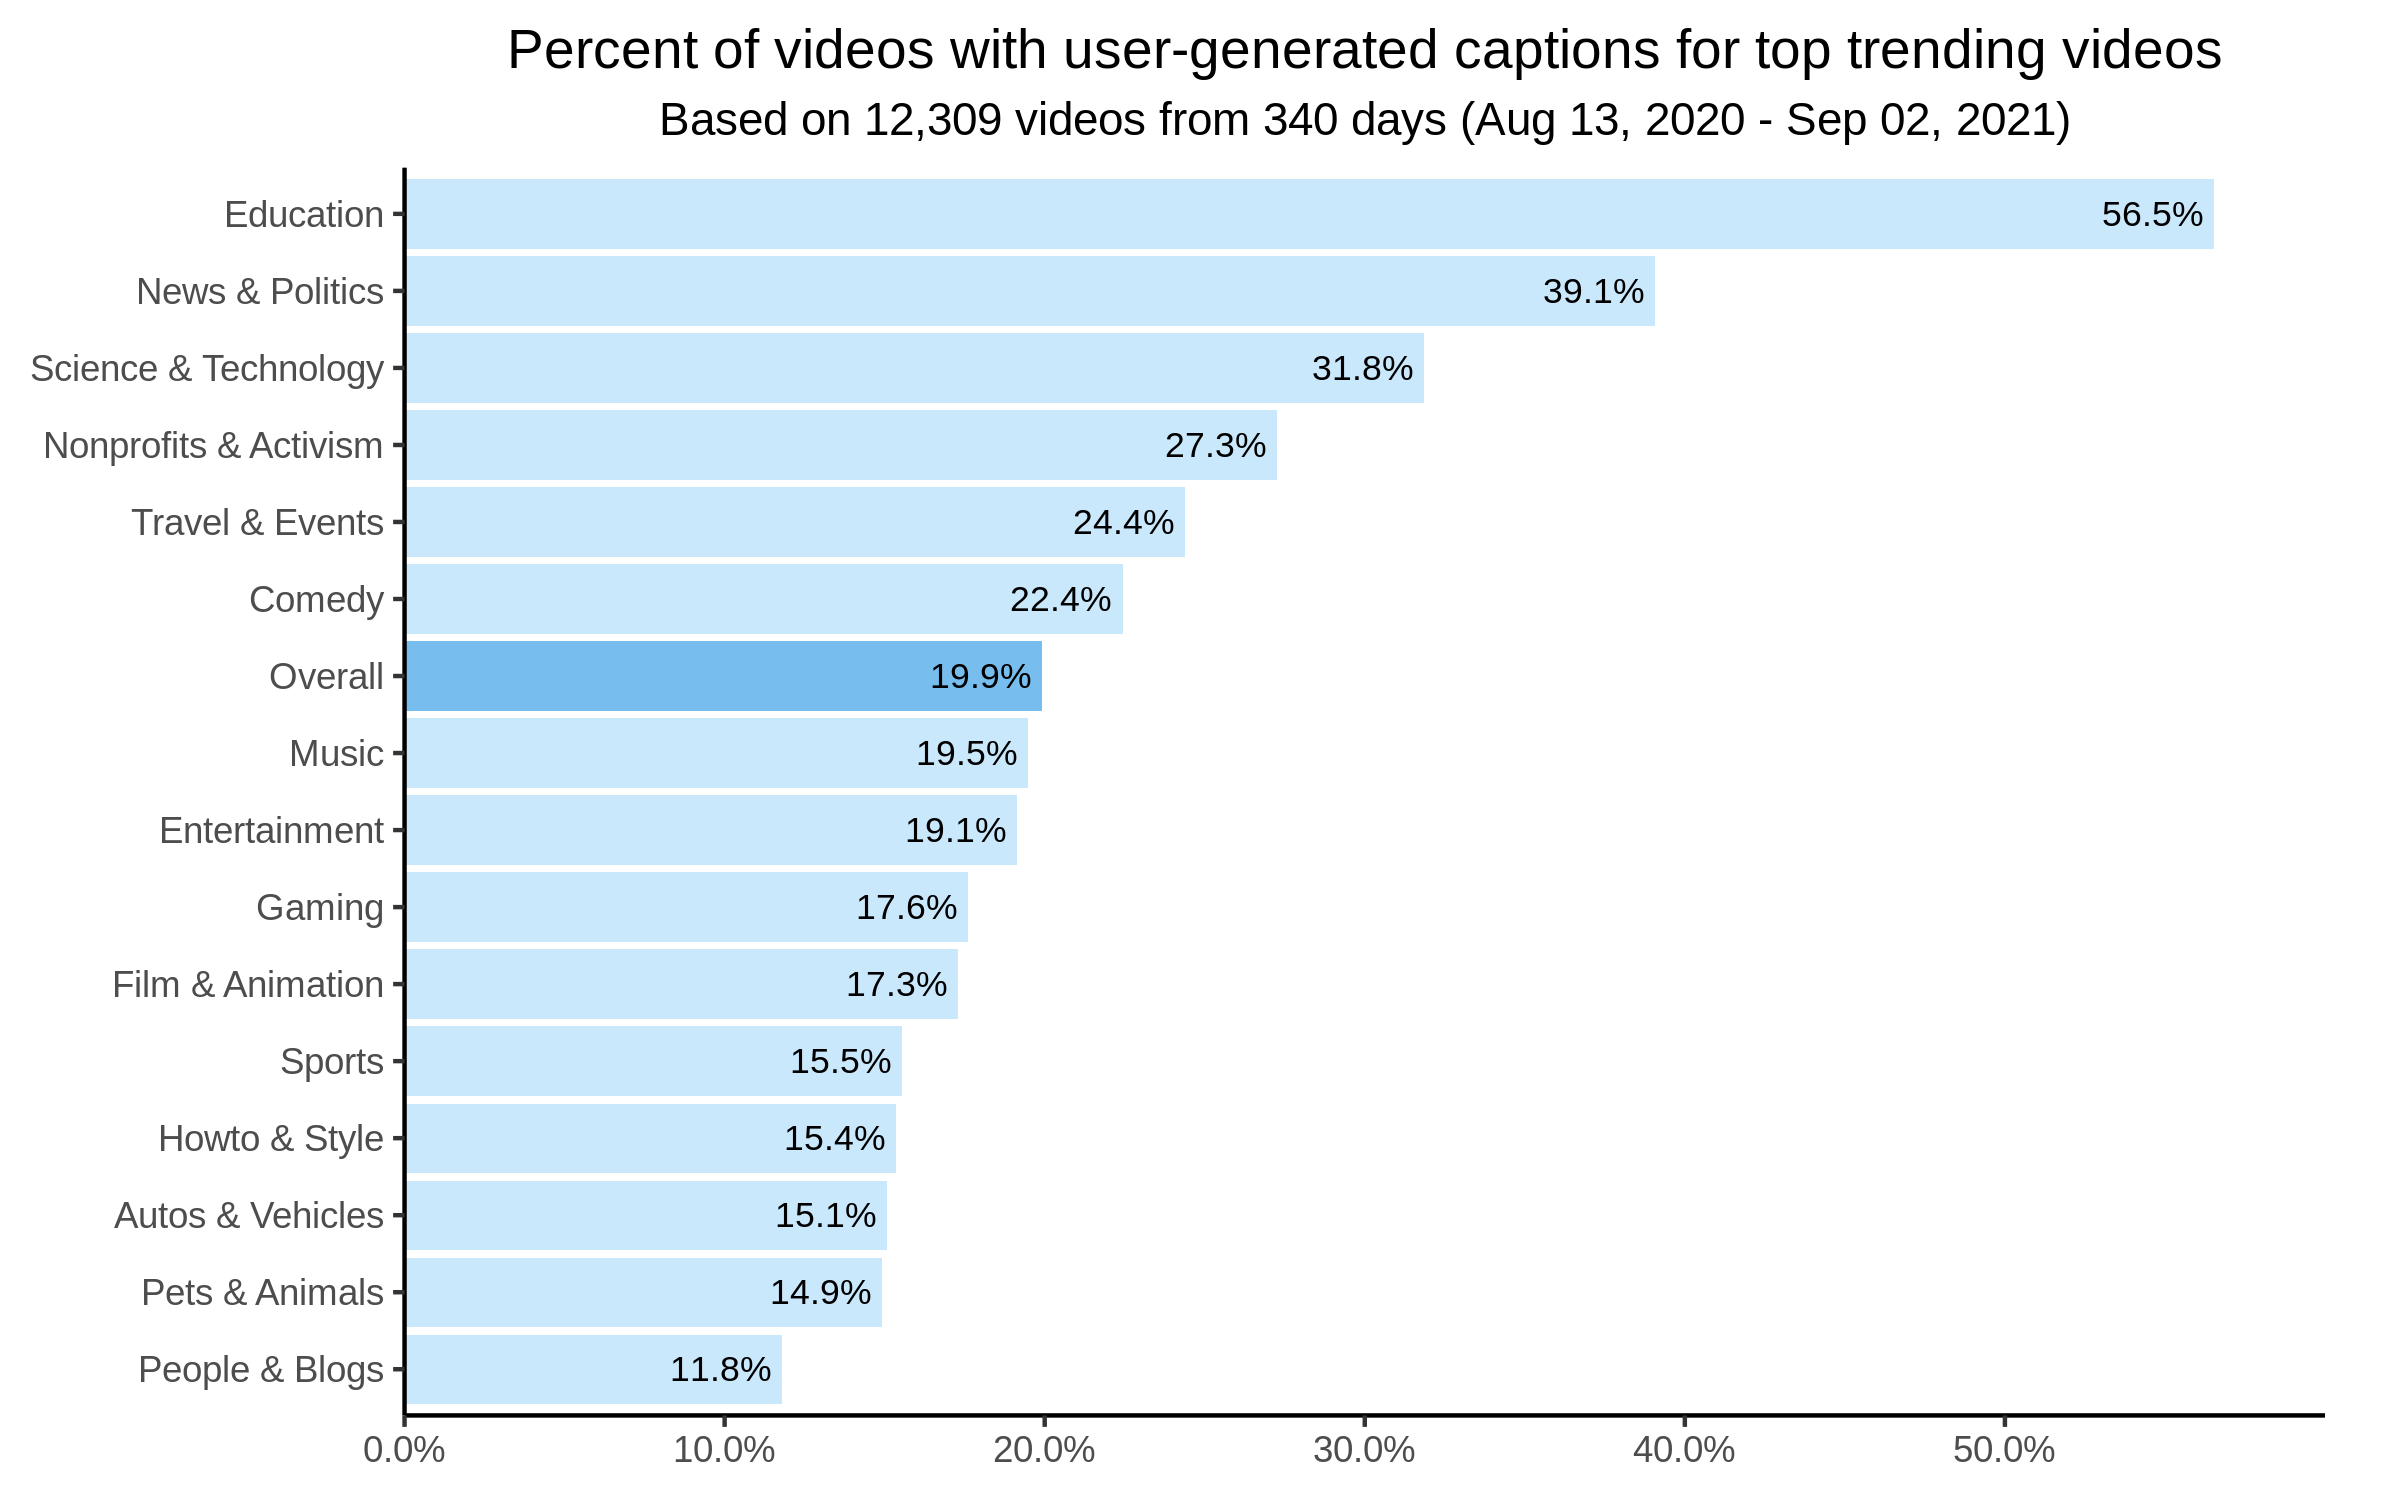 Percent of videos with user-generated captions for top trending videos
Based on 12,309 videos from 340 days (Aug 13, 2020 - Sep 02, 2021)
Education 56.5%
News & Politics 39.1%
Science & Technology 31.8%
Nonprofits & Activism 27.3%
Travel & Events 24.4%
Comedy 22.4%
Overall 19.9%
Music 19.5%
Entertainment 19.1%
Gaming 17.6%
Film & Animation 17.3%
Sports 15.5%
Howto & Style 15.4%
Autos & Vehicles 15.1%
Pets & Animals 14.9%
People & Blogs 11.8%
0.0% 10.0% 20.0% 30.0% 40.0% 50.0%